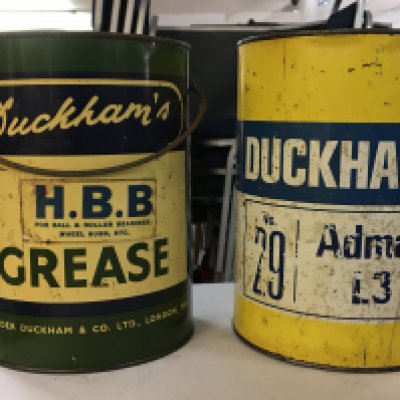 Duckham's
H.B.B
FOR BALL & ROLLER BEARINGS
WHEEL HUBS, ETC.
GREASE
DUCKHAM & CO. LTD., LONDON,
DUCKHA
No.
29
Adma
L3